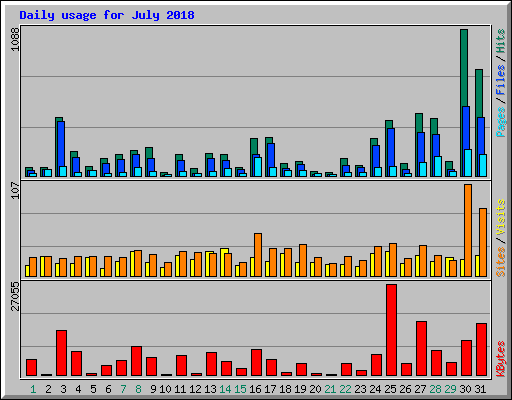 Daily usage for July 2018
1088
Pages / Files / Hits
107
Sites / Visits
27055
KBytes
1 2 3 4 5 6 7 8 9 10 11 12 13 14 15 16 17 18 19 20 21 22 23 24 25 26 27 28 29 30 31